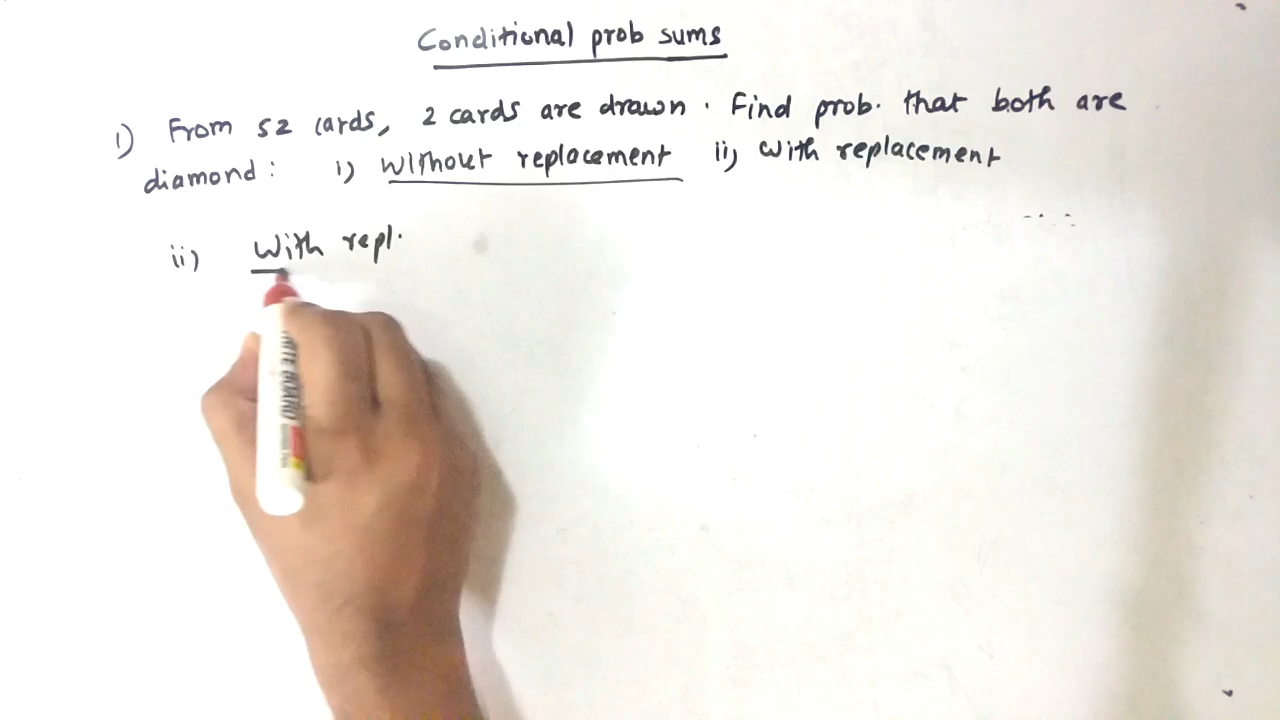 Conditional prob sums
1) From 52 cards, 2 cards are drawn. Find prob. that both are
diamond: i) Without replacement ii) with replacement
ii) With repl.